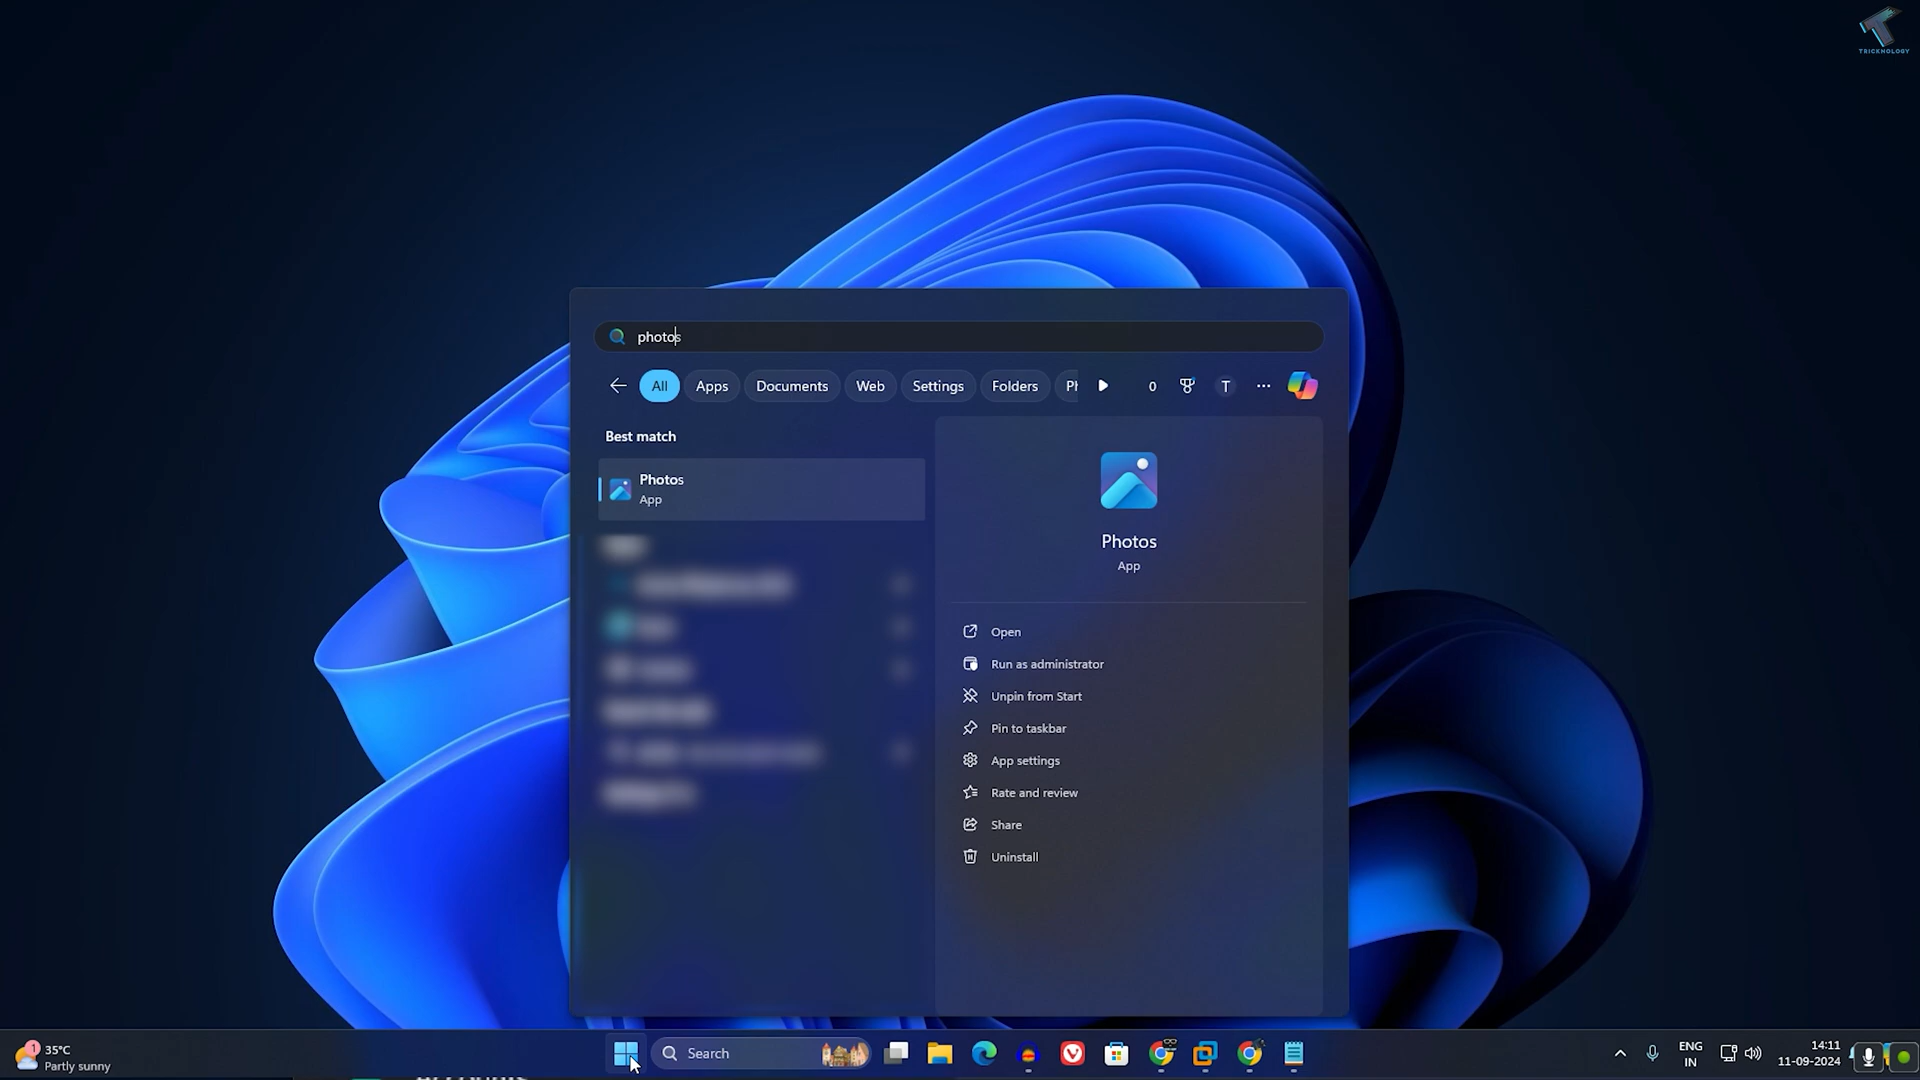 TRICKNOLOGY
photos
All
Apps
Documents
Web
Settings
Folders
0
T
Best match
Photos
App
Photos
App
Open
Run as administrator
Unpin from Start
Pin to taskbar
App settings
Rate and review
Share
Uninstall
1
35°C
Partly sunny
Search
ENG
IN
14:11
11-09-2024